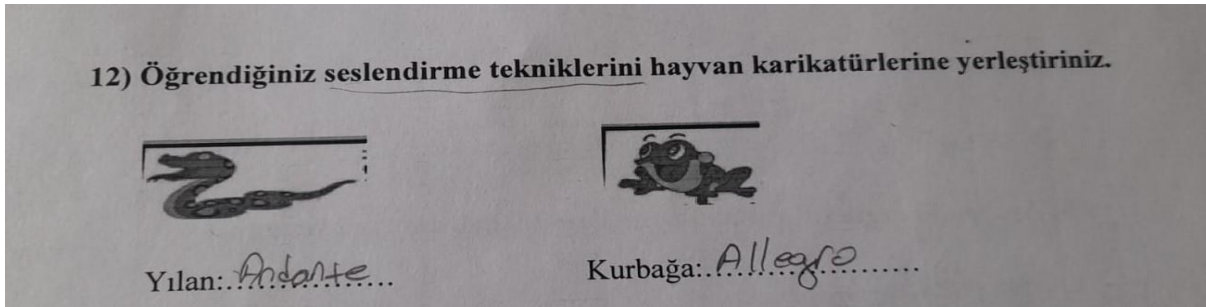 12) Öğrendiğiniz seslendirme tekniklerini hayvan karikatürlerine yerleştiriniz.
Yılan:.Andante... Kurbağa:.Allegro..........